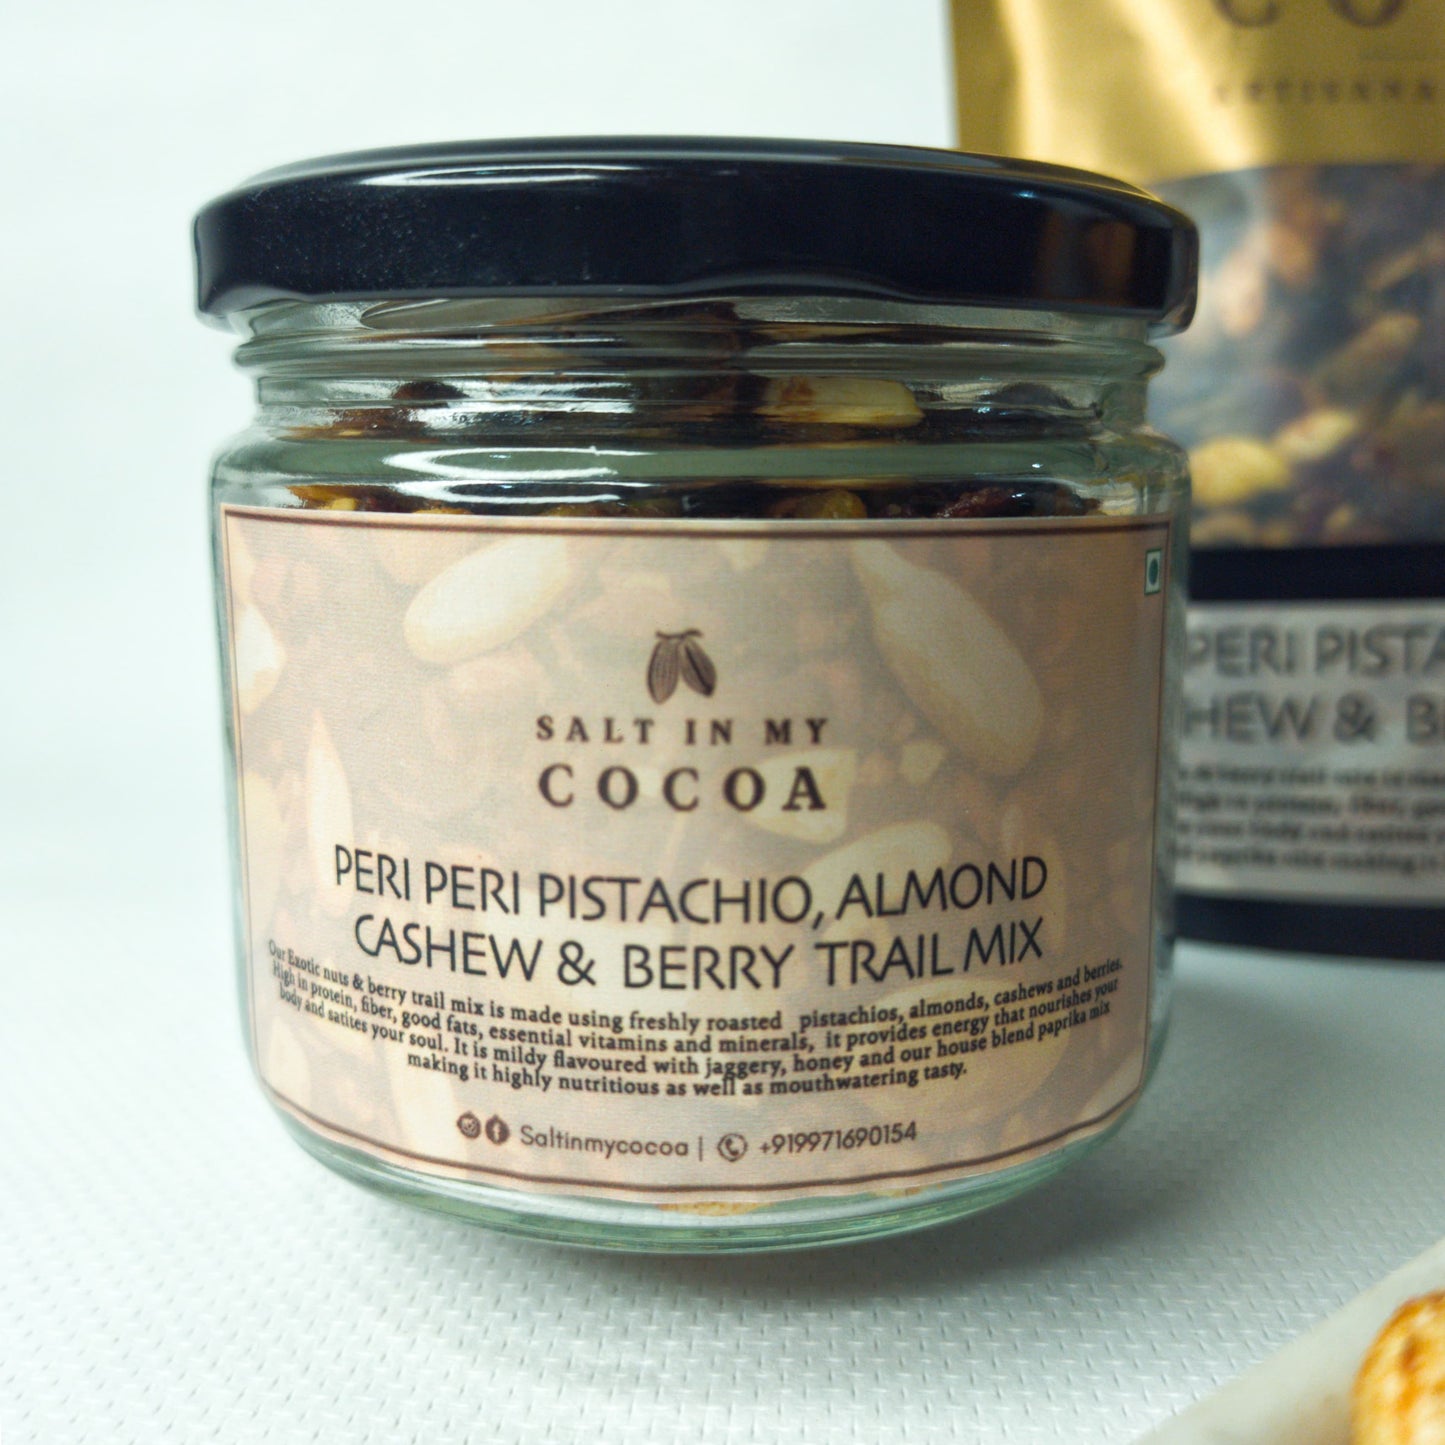 SALT IN MY
COCOA
PERI PERI PISTACHIO, ALMOND
CASHEW & BERRY TRAIL MIX
Our Exotic nuts & berry trail mix is made using freshly roasted pistachios, almonds, cashews and berries.
High in protein, fiber, good fats, essential vitamins and minerals, it provides energy that nourishes your
body and satites your soul. It is mildy flavoured with jaggery, honey and our house blend paprika mix
making it highly nutritious as well as mouthwatering tasty.
Saltinmycocoa | +919971690154
CO
PERI PISTA
HEW & B